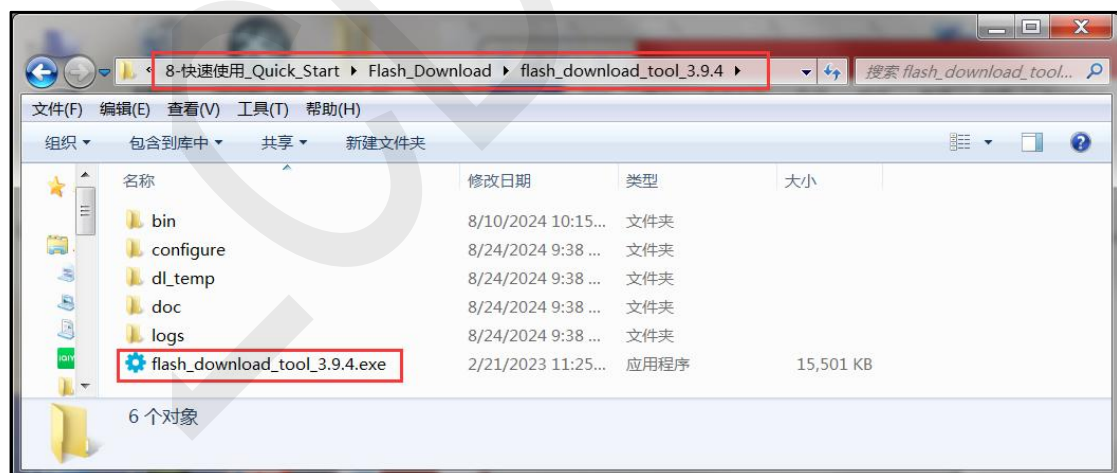 8-快速使用_Quick_Start ▸ Flash_Download ▸ flash_download_tool_3.9.4 ▸ 搜索 flash_download_tool...
文件(F) 编辑(E) 查看(V) 工具(T) 帮助(H)
组织 包含到库中 共享 新建文件夹
名称 修改日期 类型 大小
bin 8/10/2024 10:15... 文件夹
configure 8/24/2024 9:38 ... 文件夹
dl_temp 8/24/2024 9:38 ... 文件夹
doc 8/24/2024 9:38 ... 文件夹
logs 8/24/2024 9:38 ... 文件夹
flash_download_tool_3.9.4.exe 2/21/2023 11:25... 应用程序 15,501 KB
6 个对象